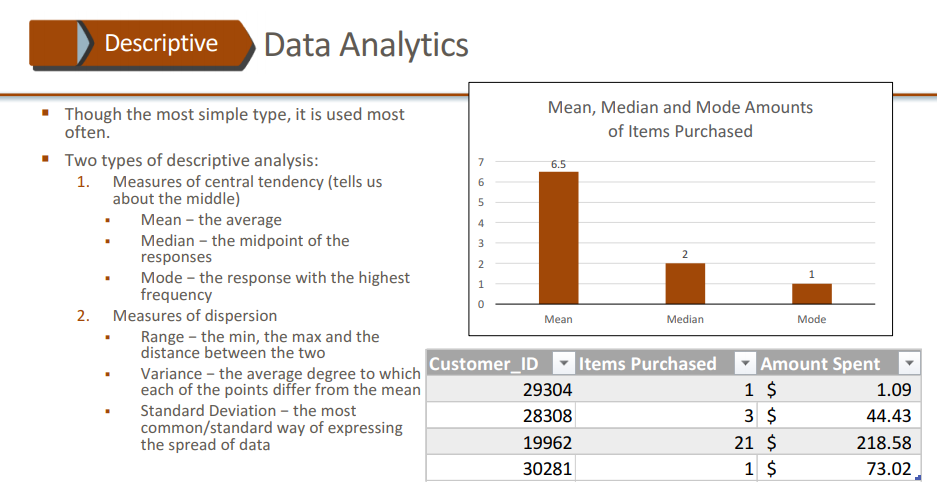 Descriptive Data Analytics
▪ Though the most simple type, it is used most
often.
▪ Two types of descriptive analysis:
1. Measures of central tendency (tells us
about the middle)
▪ Mean – the average
▪ Median – the midpoint of the
responses
▪ Mode – the response with the highest
frequency
2. Measures of dispersion
▪ Range – the min, the max and the
distance between the two
▪ Variance – the average degree to which
each of the points differ from the mean
▪ Standard Deviation – the most
common/standard way of expressing
the spread of data
Mean, Median and Mode Amounts
of Items Purchased
7
6
5
4
3
2
1
0
6.5
2
1
Mean Median Mode
Customer_ID Items Purchased Amount Spent
29304 1 $ 1.09
28308 3 $ 44.43
19962 21 $ 218.58
30281 1 $ 73.02